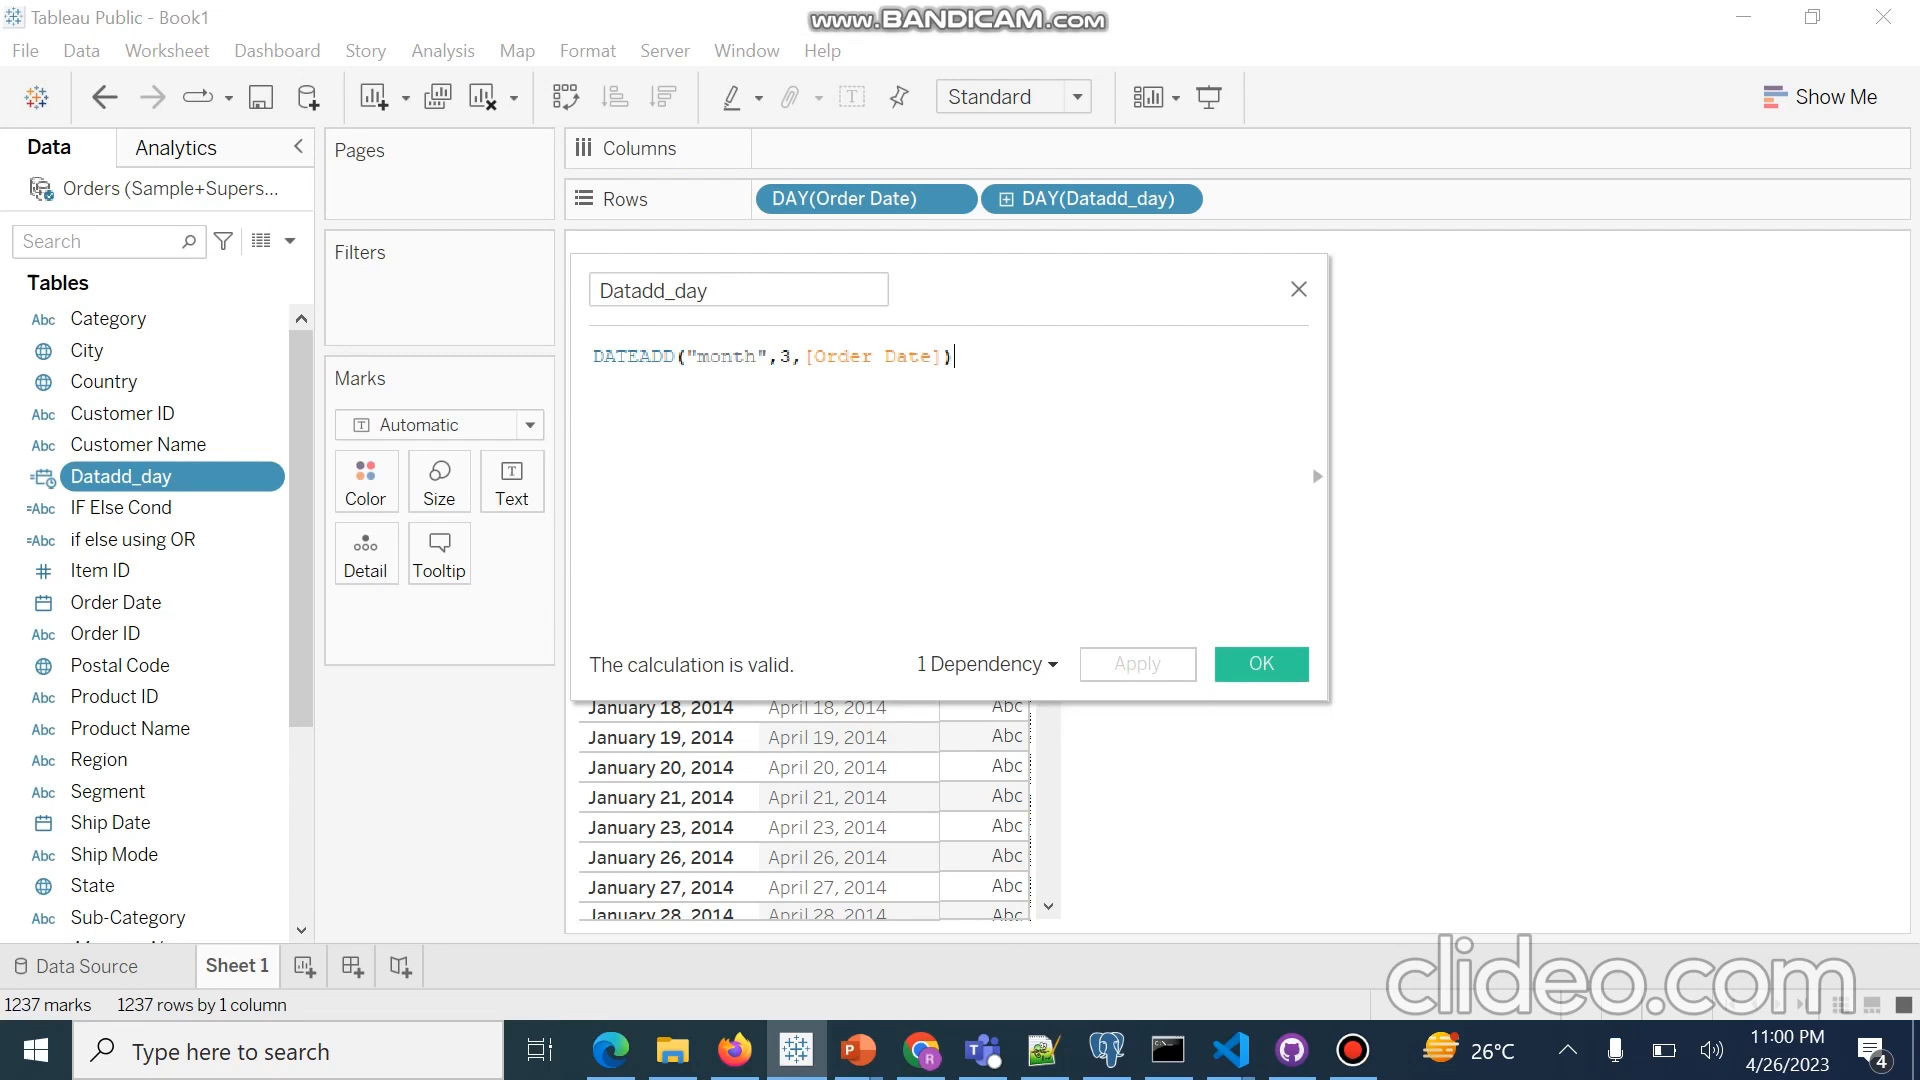 Tableau Public - Book1
www.BANDICAM.com
File Data Worksheet Dashboard Story Analysis Map Format Server Window Help
Standard
Show Me
Data
Analytics
Orders (Sample+Supers...
Search
Tables
Abc Category
City
Country
Abc Customer ID
Abc Customer Name
Datadd_day
=Abc IF Else Cond
=Abc if else using OR
Item ID
Order Date
Abc Order ID
Postal Code
Abc Product ID
Abc Product Name
Abc Region
Abc Segment
Ship Date
Abc Ship Mode
State
Abc Sub-Category
Pages
Filters
Marks
Automatic
Color Size Text
Detail Tooltip
Columns
Rows
DAY(Order Date)
DAY(Datadd_day)
Datadd_day
DATEADD("month",3,[Order Date])
The calculation is valid.
1 Dependency
Apply
OK
January 18, 2014 April 18, 2014 Abc
January 19, 2014 April 19, 2014 Abc
January 20, 2014 April 20, 2014 Abc
January 21, 2014 April 21, 2014 Abc
January 23, 2014 April 23, 2014 Abc
January 26, 2014 April 26, 2014 Abc
January 27, 2014 April 27, 2014 Abc
January 28, 2014 April 28, 2014 Abc
Data Source
Sheet 1
clideo.com
1237 marks 1237 rows by 1 column
Type here to search
26°C
11:00 PM
4/26/2023
4